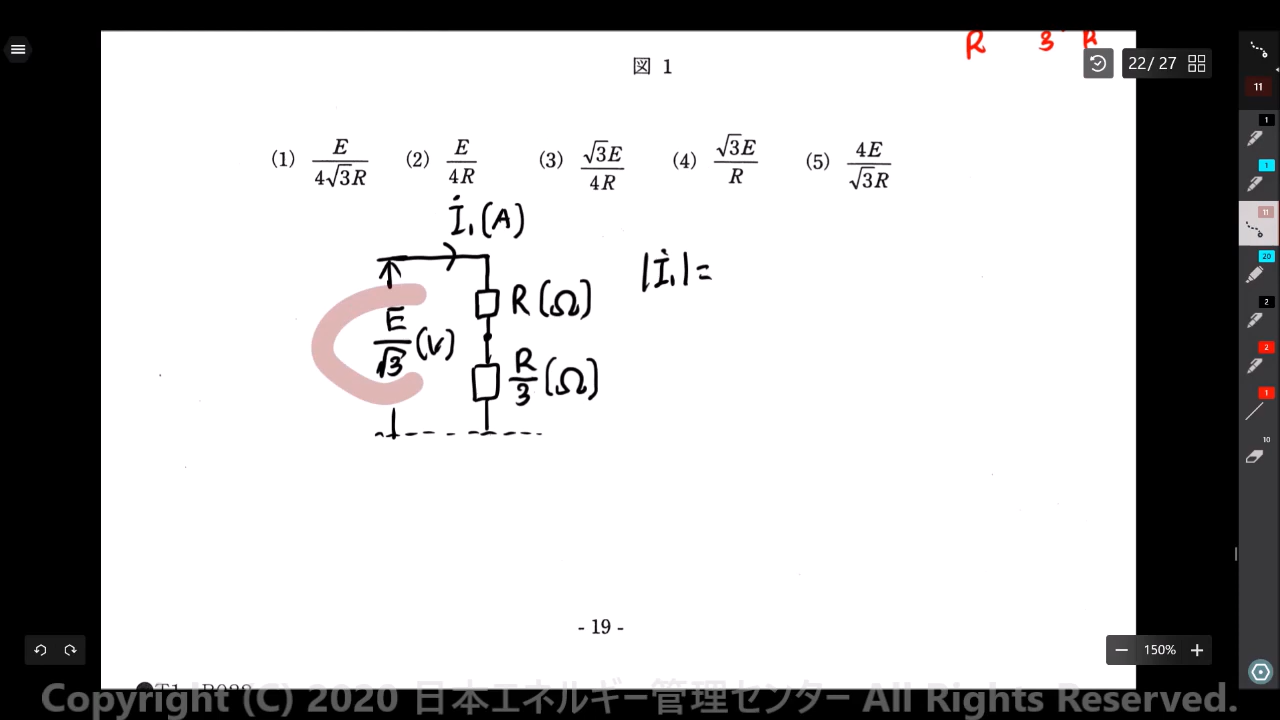 R 3 R
22 / 27
図 1
11
(1) E/4√3R (2) E/4R (3) √3E/4R (4) √3E/R (5) 4E/√3R
1
1
11
20
2
2
1
10
İ₁(A)
|İ₁|=
R(Ω)
E/√3 (V)
R/3 (Ω)
- 19 -
150%
Copyright (C) 2020 日本エネルギー管理センター All Rights Reserved.